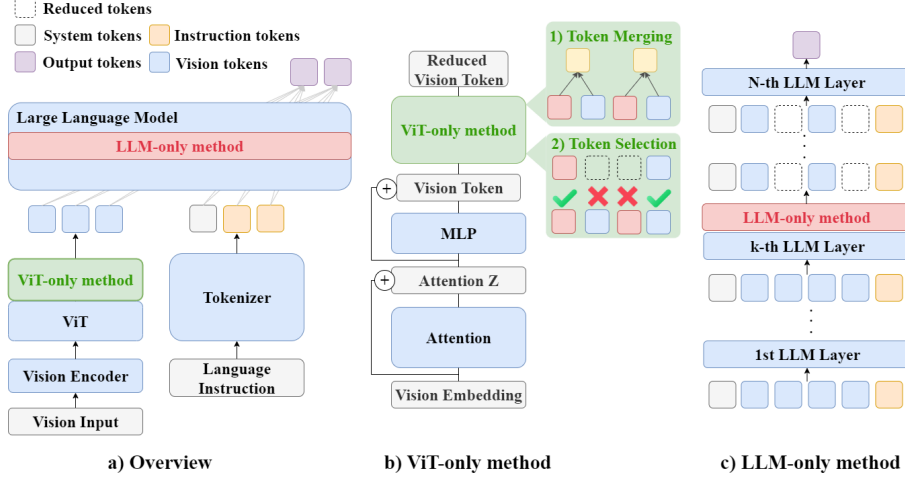 Reduced tokens
System tokens
Instruction tokens
Output tokens
Vision tokens
Large Language Model
LLM-only method
ViT-only method
ViT
Vision Encoder
Vision Input
Tokenizer
Language
Instruction
a) Overview
Reduced
Vision Token
ViT-only method
Vision Token
+
MLP
+
Attention Z
Attention
Vision Embedding
1) Token Merging
2) Token Selection
b) ViT-only method
N-th LLM Layer
LLM-only method
k-th LLM Layer
1st LLM Layer
c) LLM-only method